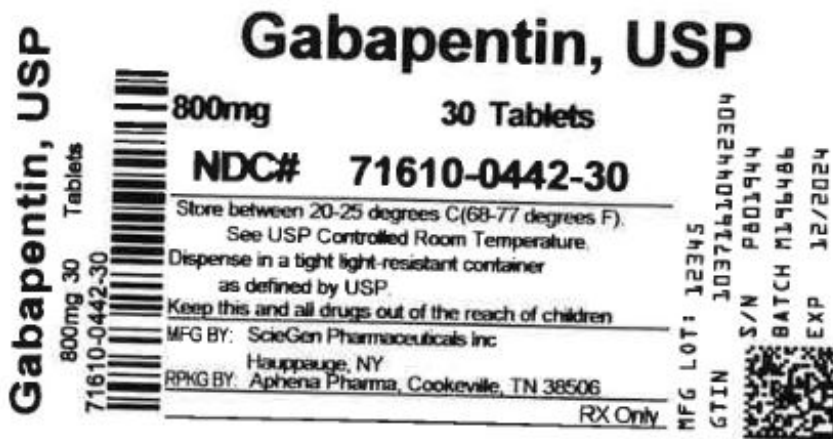 Gabapentin, USP
800mg 30 Tablets
71610-0442-30
Gabapentin, USP
800mg 30 Tablets
NDC# 71610-0442-30
Store between 20-25 degrees C(68-77 degrees F).
See USP Controlled Room Temperature.
Dispense in a tight light-resistant container
as defined by USP.
Keep this and all drugs out of the reach of children
MFG BY: ScieGen Pharmaceuticals Inc
Hauppauge, NY
RPKG BY: Aphena Pharma, Cookeville, TN 38506
RX Only
MFG LOT: 12345
GTIN 10371610442304
S/N P801944
BATCH M196486
EXP 12/2024